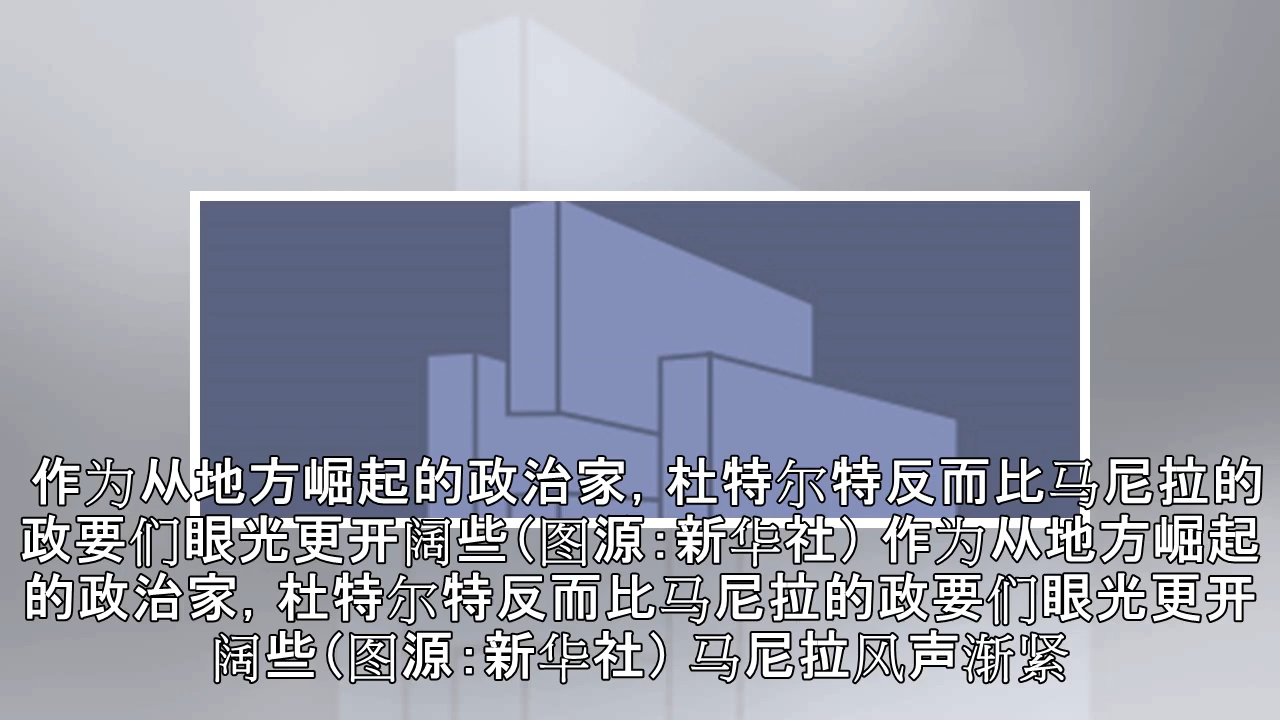 作为从地方崛起的政治家，杜特尔特反而比马尼拉的
政要们眼光更开阔些（图源：新华社） 作为从地方崛起
的政治家，杜特尔特反而比马尼拉的政要们眼光更开
阔些（图源：新华社） 马尼拉风声渐紧